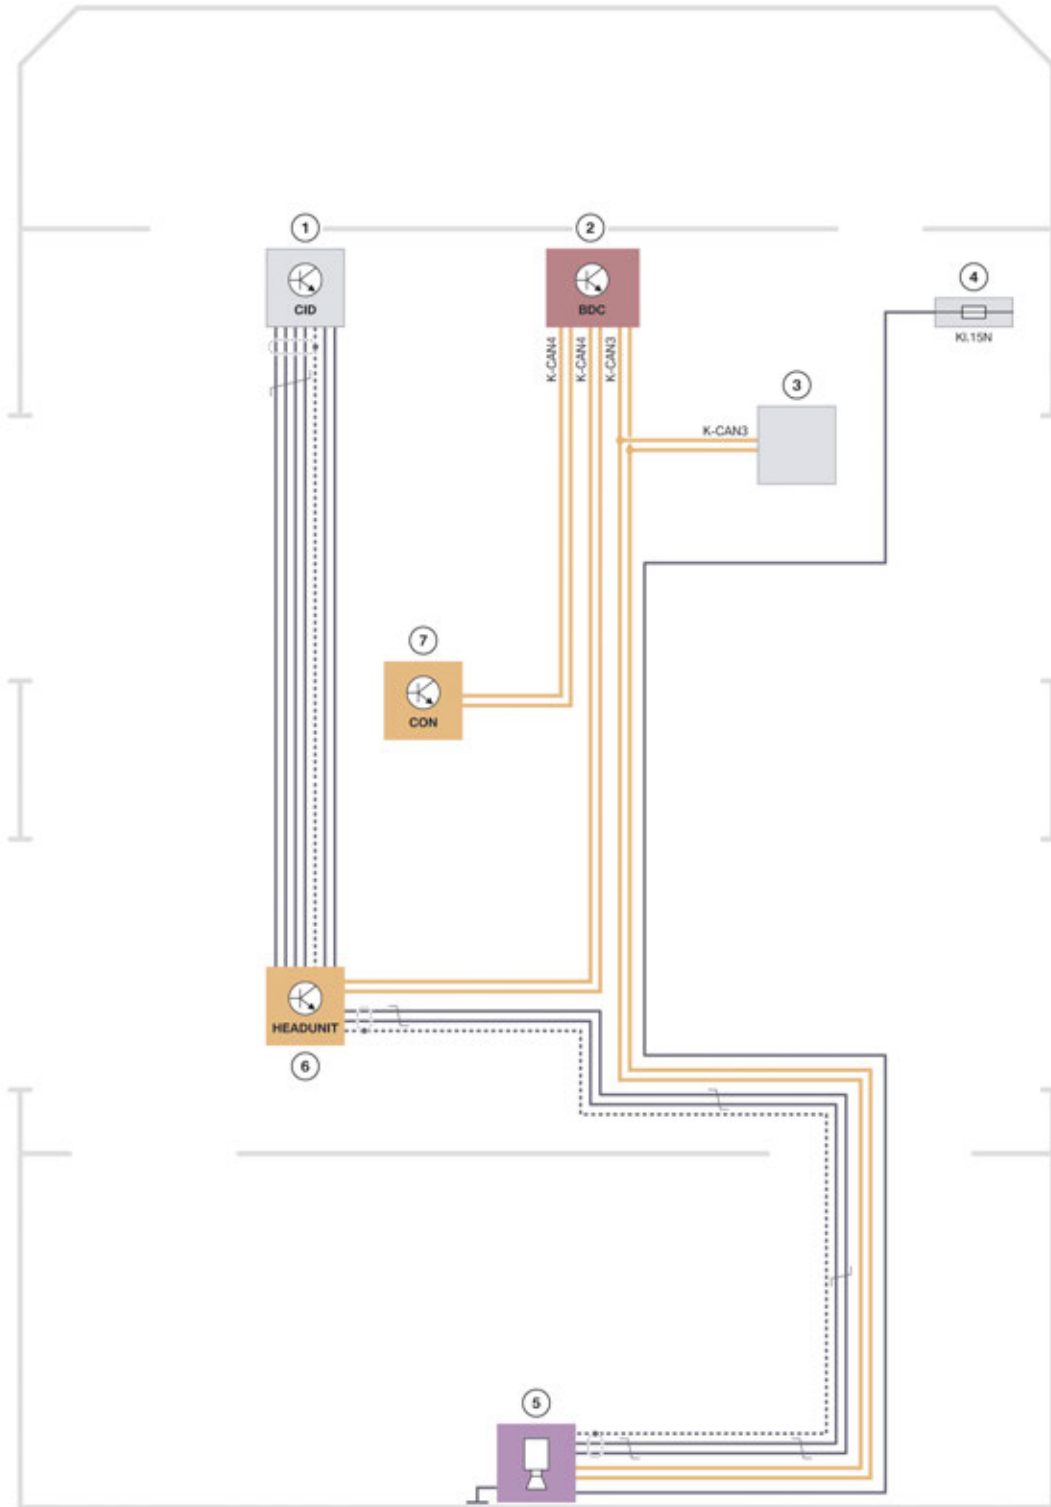 1
2
CID
BDC
4
Kl.15N
K-CAN4
K-CAN4
K-CAN3
3
K-CAN3
7
CON
HEADUNIT
6
5